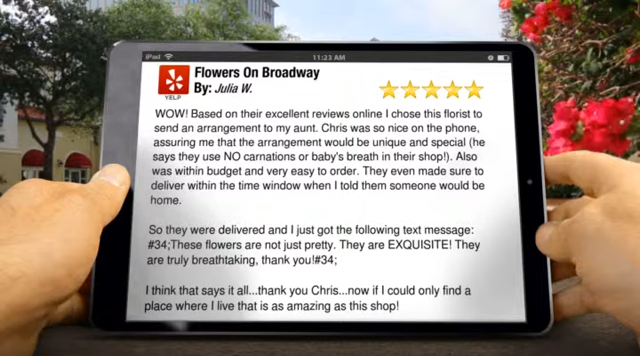 iPad
11:23 AM
Flowers On Broadway
By: Julia W.
YELP
WOW! Based on their excellent reviews online I chose this florist to
send an arrangement to my aunt. Chris was so nice on the phone,
assuring me that the arrangement would be unique and special (he
says they use NO carnations or baby's breath in their shop!). Also
was within budget and very easy to order. They even made sure to
deliver within the time window when I told them someone would be
home.
So they were delivered and I just got the following text message:
#34;These flowers are not just pretty. They are EXQUISITE! They
are truly breathtaking, thank you!#34;
I think that says it all...thank you Chris...now if I could only find a
place where I live that is as amazing as this shop!